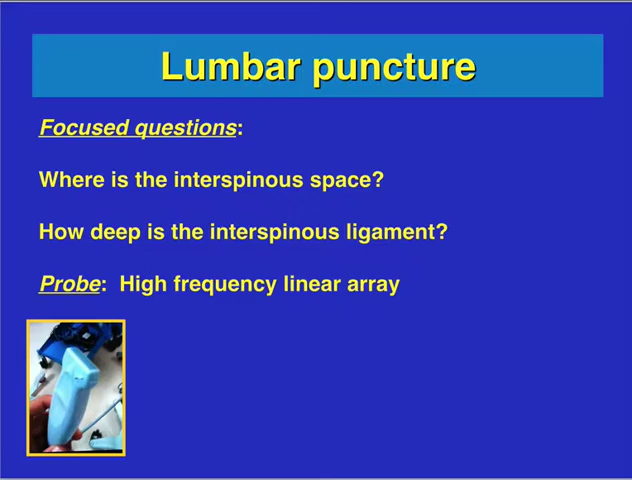 Lumbar puncture
Focused questions:
Where is the interspinous space?
How deep is the interspinous ligament?
Probe: High frequency linear array